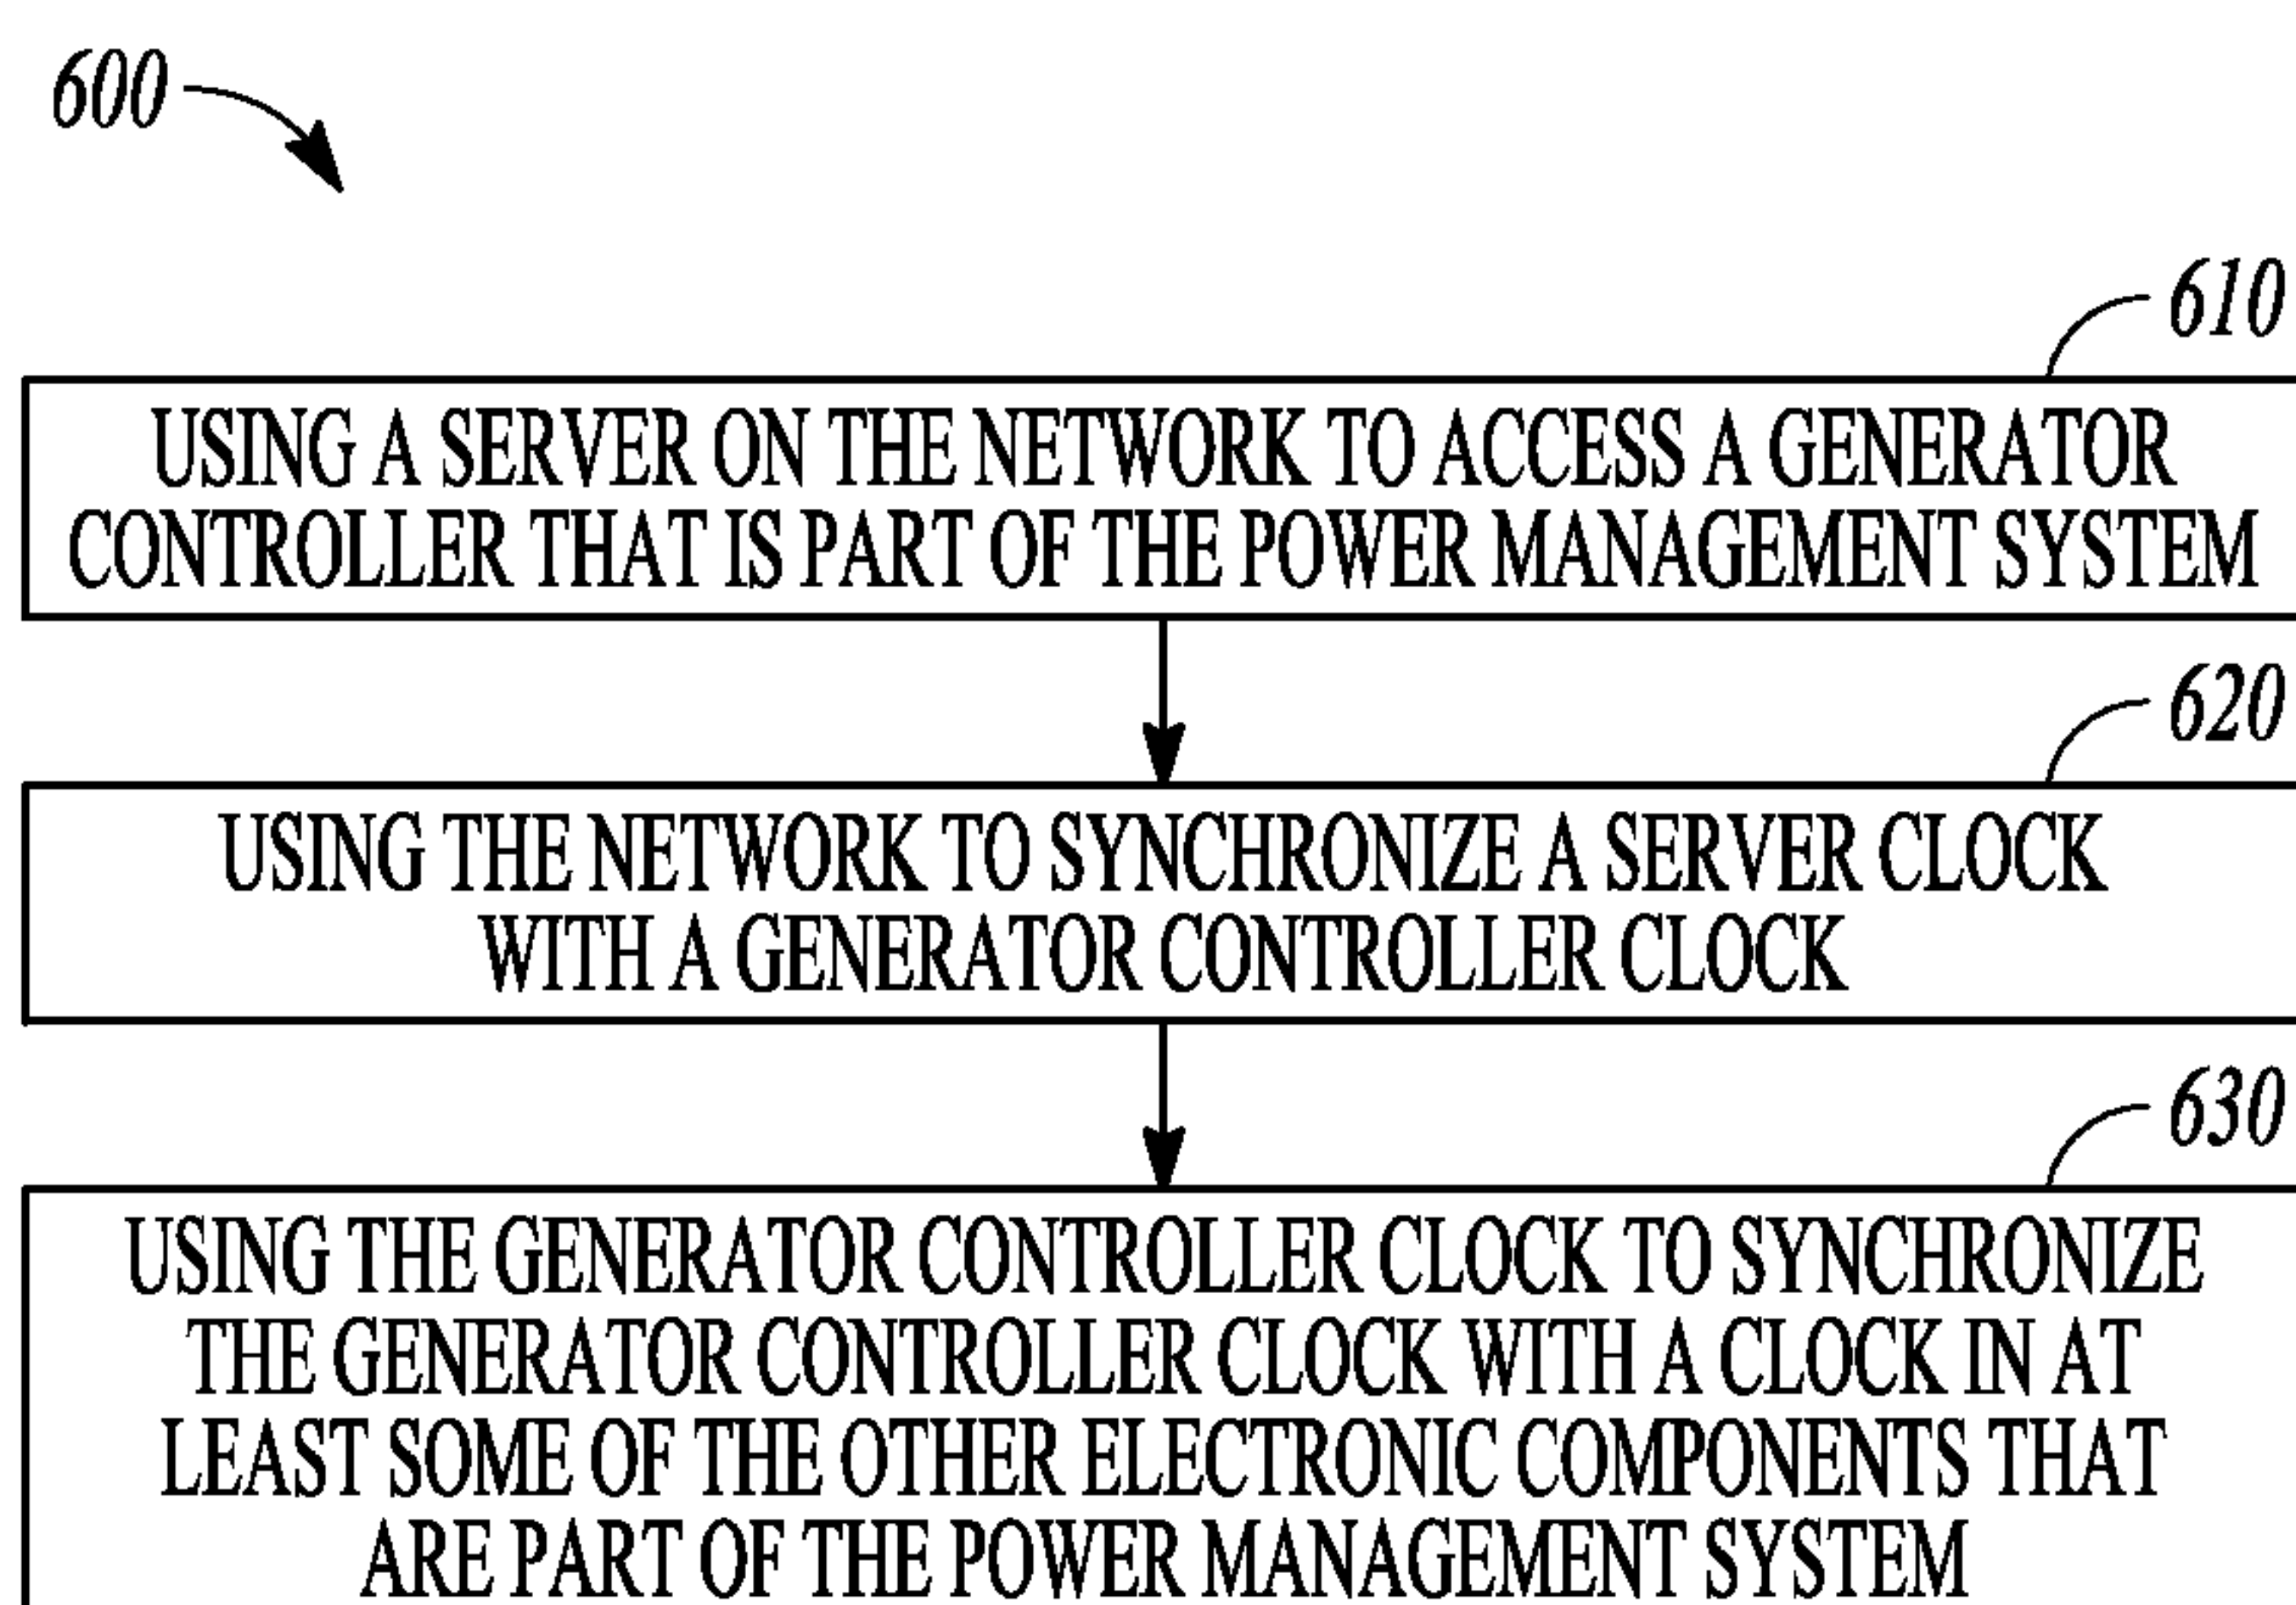 600
610
USING A SERVER ON THE NETWORK TO ACCESS A GENERATOR
CONTROLLER THAT IS PART OF THE POWER MANAGEMENT SYSTEM
620
USING THE NETWORK TO SYNCHRONIZE A SERVER CLOCK
WITH A GENERATOR CONTROLLER CLOCK
630
USING THE GENERATOR CONTROLLER CLOCK TO SYNCHRONIZE
THE GENERATOR CONTROLLER CLOCK WITH A CLOCK IN AT
LEAST SOME OF THE OTHER ELECTRONIC COMPONENTS THAT
ARE PART OF THE POWER MANAGEMENT SYSTEM